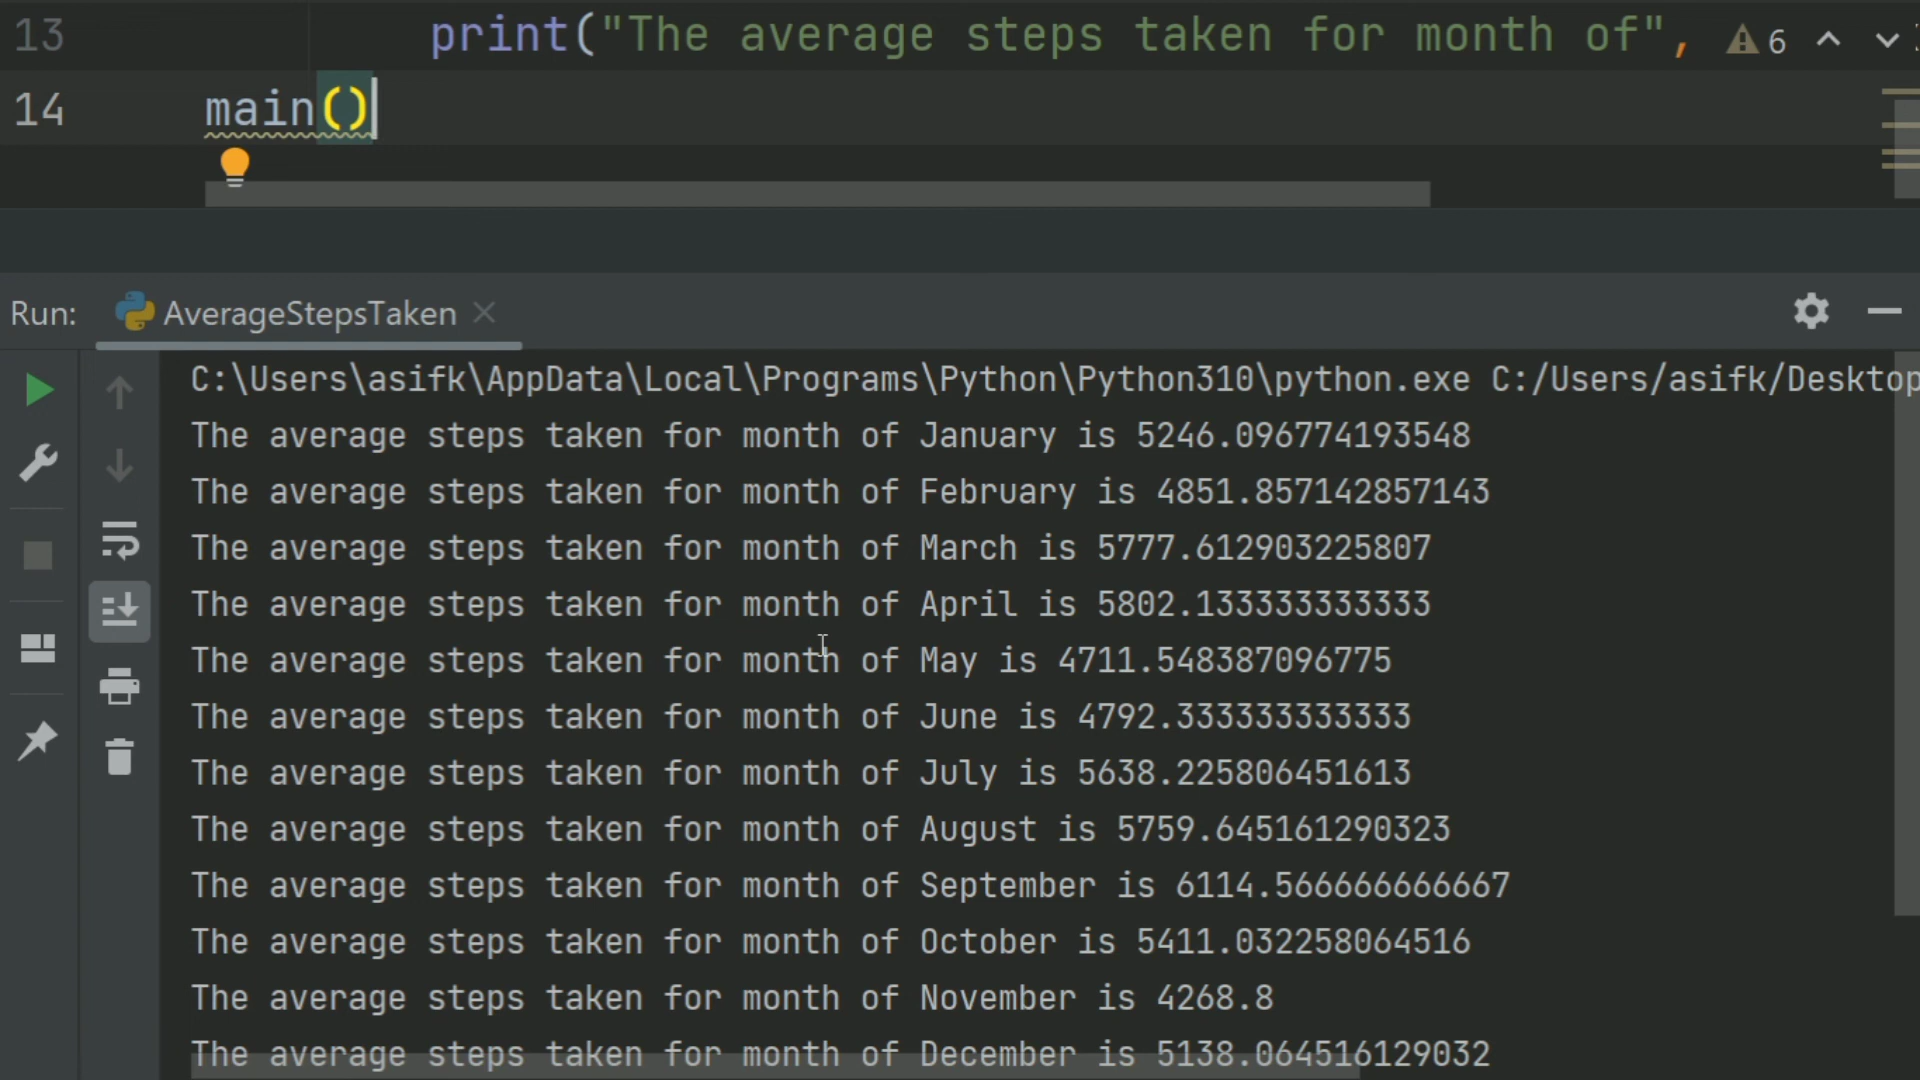 13 print("The average steps taken for month of", 6
14 main()
Run: AverageStepsTaken
C:\Users\asifk\AppData\Local\Programs\Python\Python310\python.exe C:/Users/asifk/Desktop
The average steps taken for month of January is 5246.096774193548
The average steps taken for month of February is 4851.857142857143
The average steps taken for month of March is 5777.612903225807
The average steps taken for month of April is 5802.133333333333
The average steps taken for month of May is 4711.548387096775
The average steps taken for month of June is 4792.333333333333
The average steps taken for month of July is 5638.225806451613
The average steps taken for month of August is 5759.645161290323
The average steps taken for month of September is 6114.566666666667
The average steps taken for month of October is 5411.032258064516
The average steps taken for month of November is 4268.8
The average steps taken for month of December is 5138.064516129032